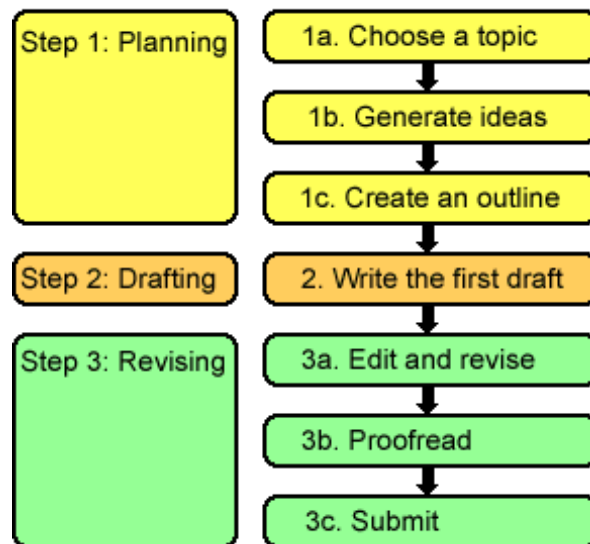 Step 1: Planning
1a. Choose a topic
1b. Generate ideas
1c. Create an outline
Step 2: Drafting
2. Write the first draft
Step 3: Revising
3a. Edit and revise
3b. Proofread
3c. Submit